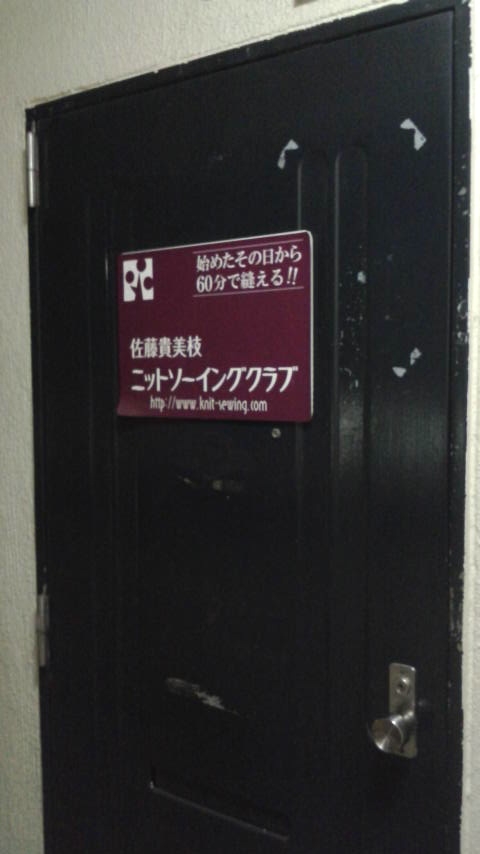 始めたその日から
60分で縫える!!
佐藤貴美枝
ニットソーイングクラブ
http://www.knit-sewing.com